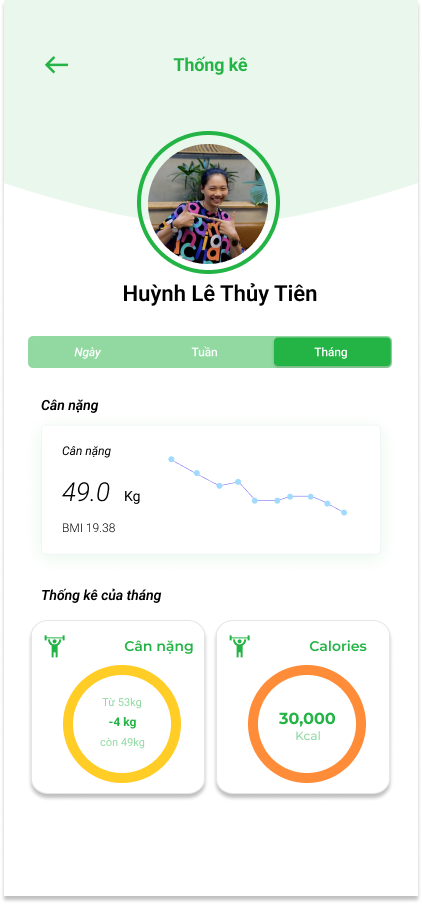 Thống kê
Huỳnh Lê Thủy Tiên
Ngày Tuần Tháng
Cân nặng
Cân nặng
49.0 Kg
BMI 19.38
Thống kê của tháng
Cân nặng
Từ 53kg
-4 kg
còn 49kg
Calories
30,000
Kcal